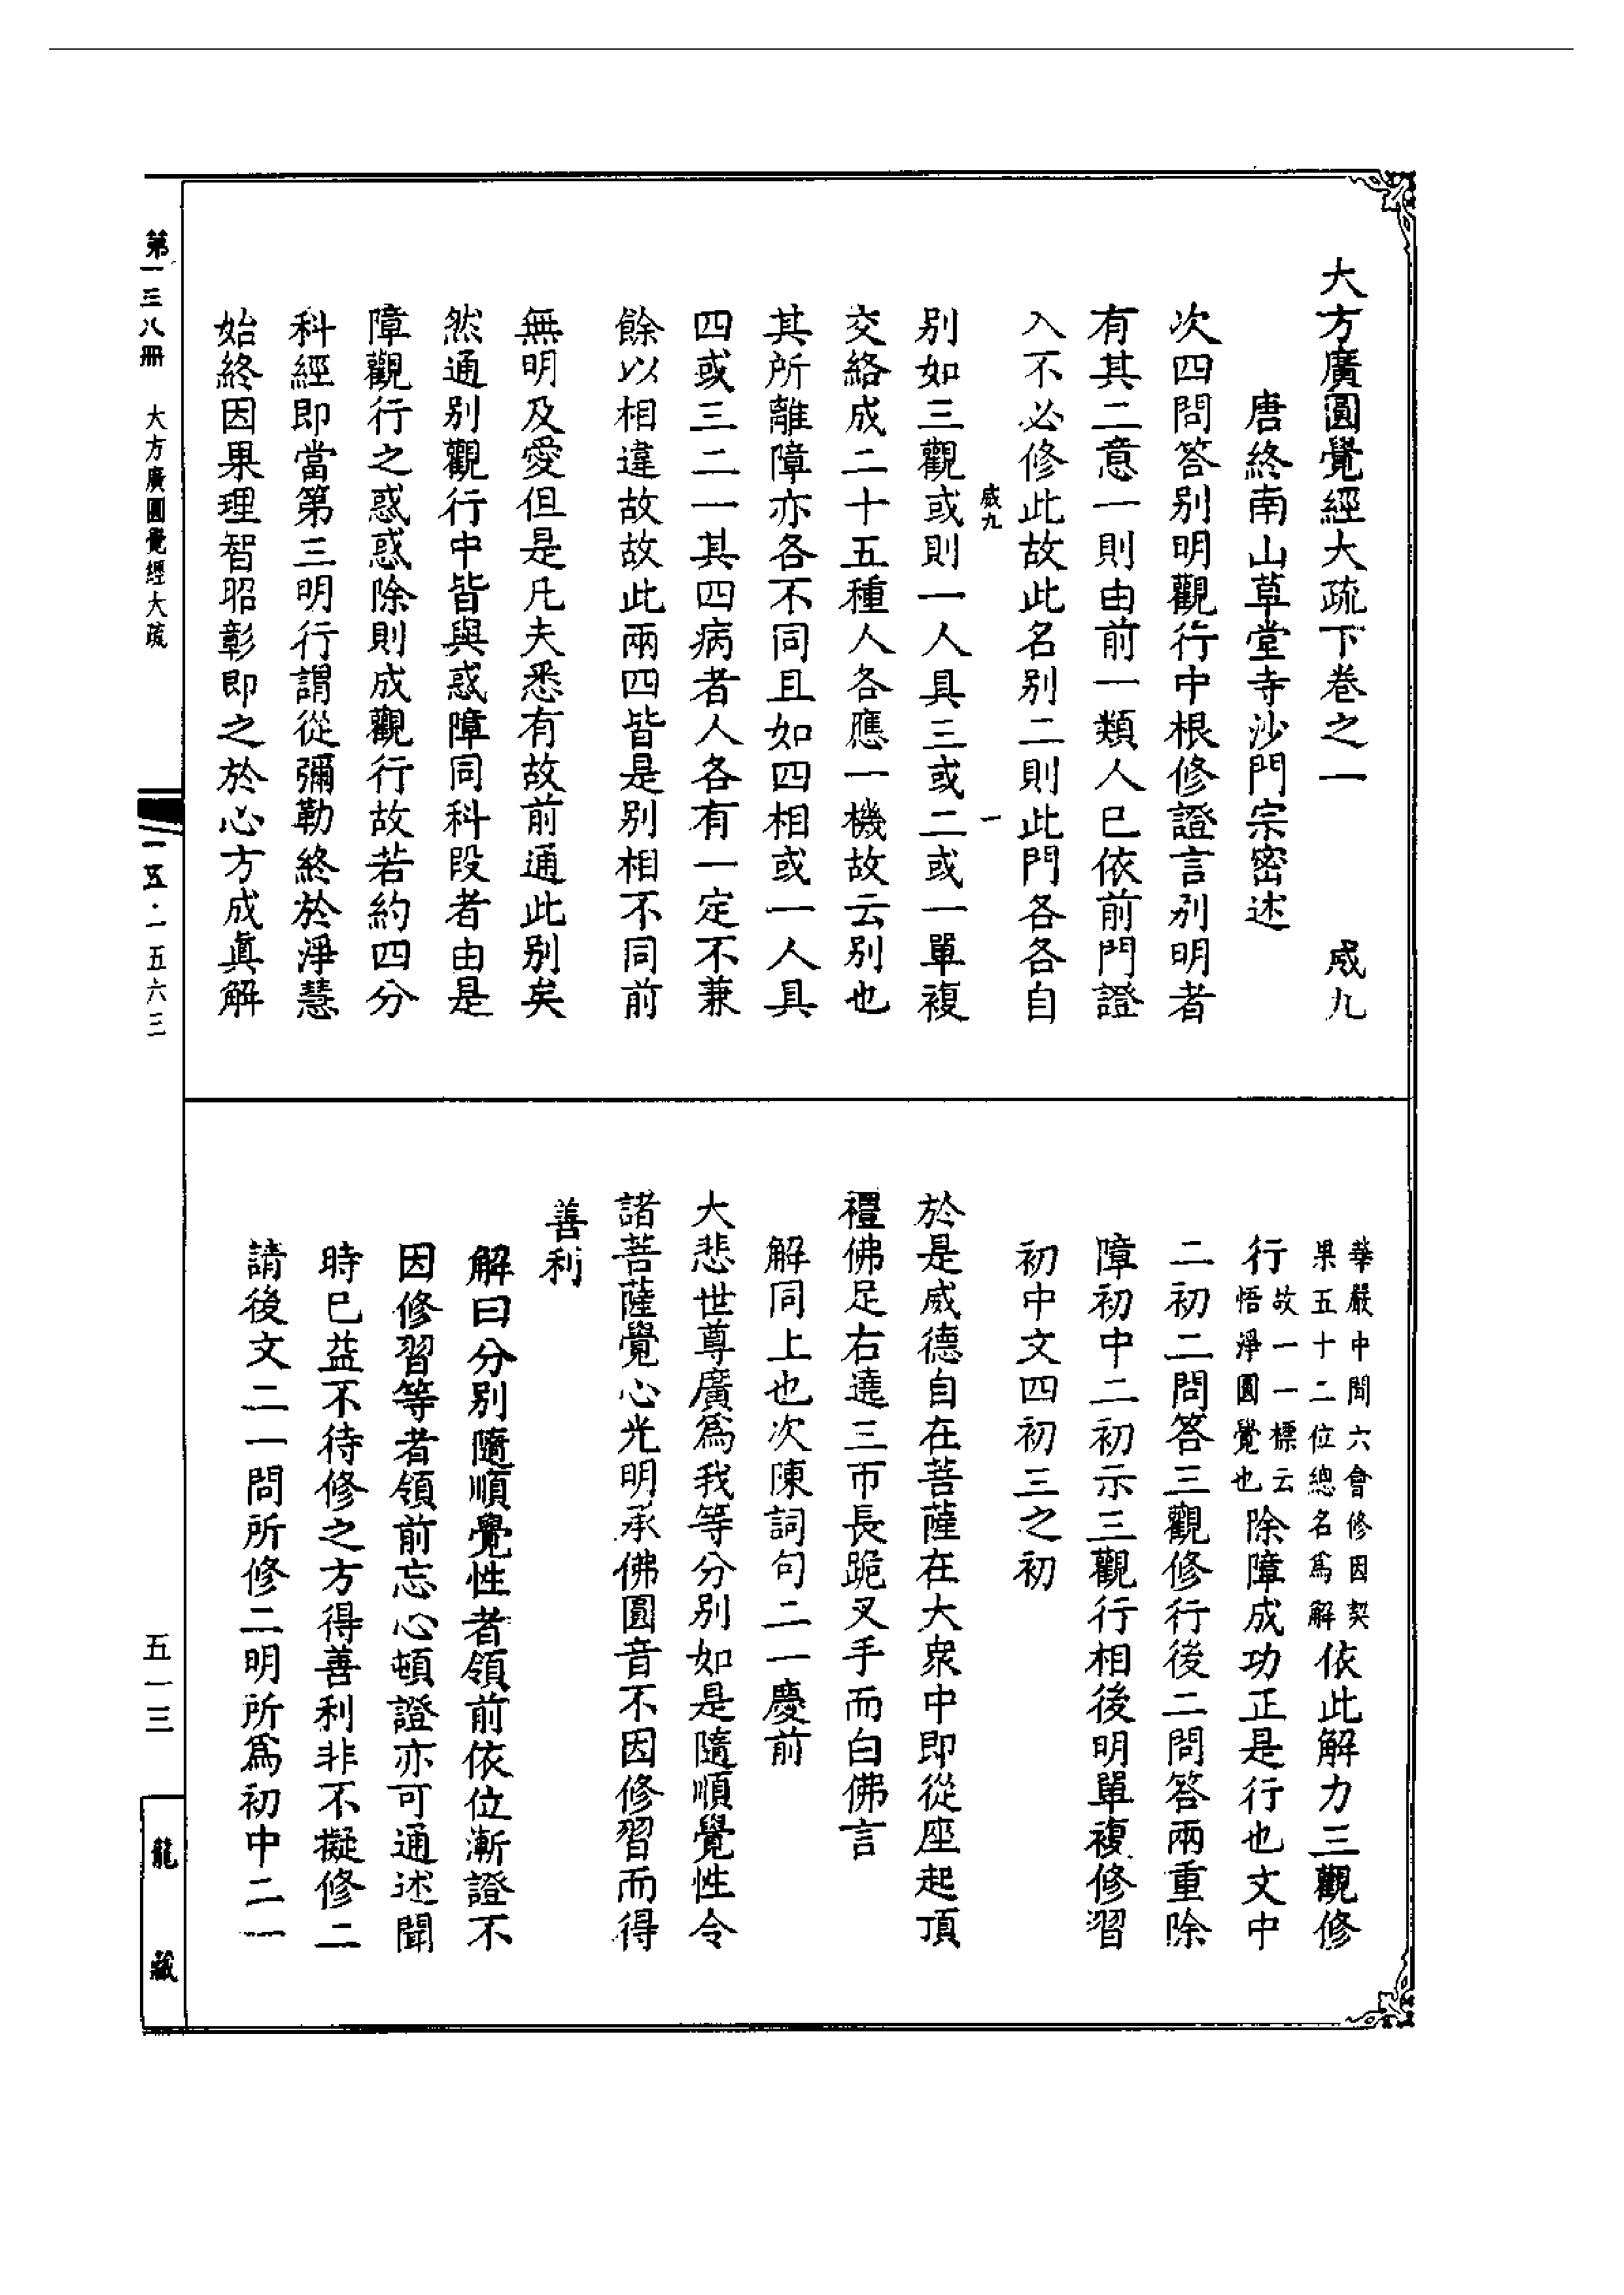 大方廣圓覺經大疏下卷之一　　咸九
唐終南山草堂寺沙門宗密述
次四問答別明觀行中根修證言別明者
有其二意一則由前一類人已依前門證
入不必修此故此名別二則此門各各自
咸九　一
別如三觀或則一人具三或二或一單複
交絡成二十五種人各應一機故云別也
其所離障亦各不同且如四相或一人具
四或三二一其四病者人各有一定不兼
餘以相違故故此兩四皆是別相不同前
無明及愛但是凡夫悉有故前通此別矣
然通別觀行中皆與惑障同科段者由是
障觀行之惑惑除則成觀行故若約四分
科經即當第三明行謂從彌勒終於淨慧
始終因果理智昭彰即之於心方成真解
華嚴中間六會修因契
果五十二位總名為解
依此解力三觀修
行
故一一標云
悟淨圓覺也
除障成功正是行也文中
二初二問答三觀修行後二問答兩重除
障初中二初示三觀行相後明單複修習
初中文四初三之初
於是威德自在菩薩在大衆中即從座起頂
禮佛足右遶三帀長跪叉手而白佛言
解同上也次陳詞句二一慶前
大悲世尊廣為我等分別如是隨順覺性令
諸菩薩覺心光明承佛圓音不因修習而得
善利
解曰分別隨順覺性者領前依位漸證不
因修習等者領前忘心頓證亦可通述聞
時已益不待修之方得善利非不擬修二
請後文二一問所修二明所為初中二一
第一三八冊　大方廣圓覺經大疏
一五·一五六三
五一三
龍藏